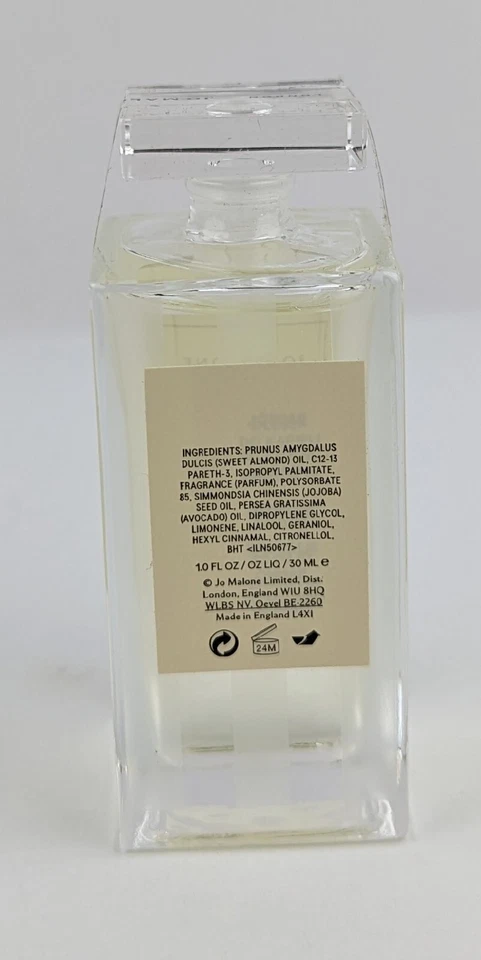 INGREDIENTS: PRUNUS AMYGDALUS
DULCIS (SWEET ALMOND) OIL, C12-13
PARETH-3, ISOPROPYL PALMITATE,
FRAGRANCE (PARFUM), POLYSORBATE
85, SIMMONDSIA CHINENSIS (JOJOBA)
SEED OIL, PERSEA GRATISSIMA
(AVOCADO) OIL, DIPROPYLENE GLYCOL,
LIMONENE, LINALOOL, GERANIOL,
HEXYL CINNAMAL, CITRONELLOL,
BHT <ILN50677>
1.0 FL OZ / OZ LIQ / 30 ML ℮
© Jo Malone Limited, Dist.
London, England W1U 8HQ
WLBS NV. Oevel BE-2260
Made in England L4X1
24M